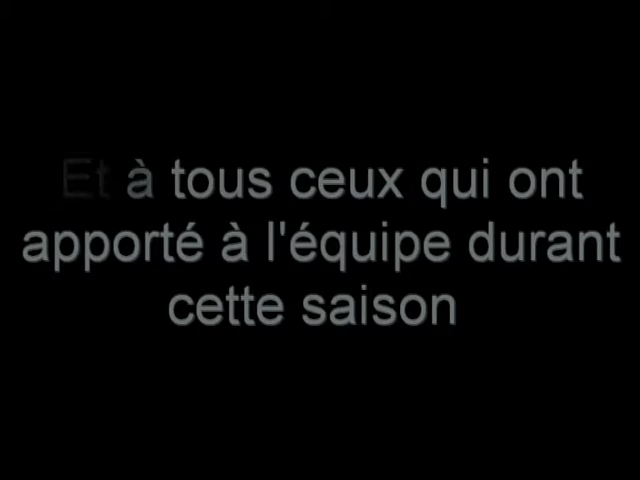 Et à tous ceux qui ont
apporté à l'équipe durant
cette saison